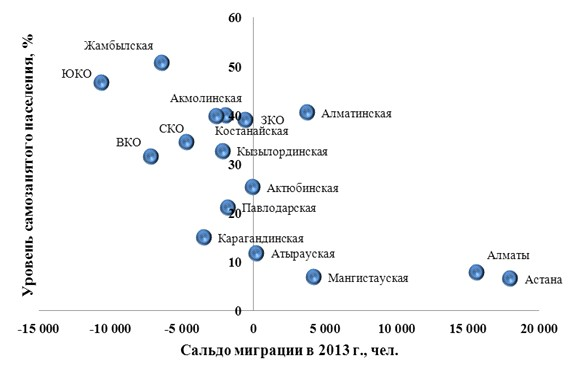 60
Жамбылская
50
ЮКО
Акмолинская
40
ЗКО
Алматинская
СКО
Костанайская
ВКО
Кызылординская
30
Актюбинская
20
Павлодарская
Карагандинская
Атырауская
10
Алматы
Мангистауская
Астана
0
Уровень самозанятого населения, %
-15 000 -10 000 -5 000 0 5 000 10 000 15 000 20 000
Сальдо миграции в 2013 г., чел.